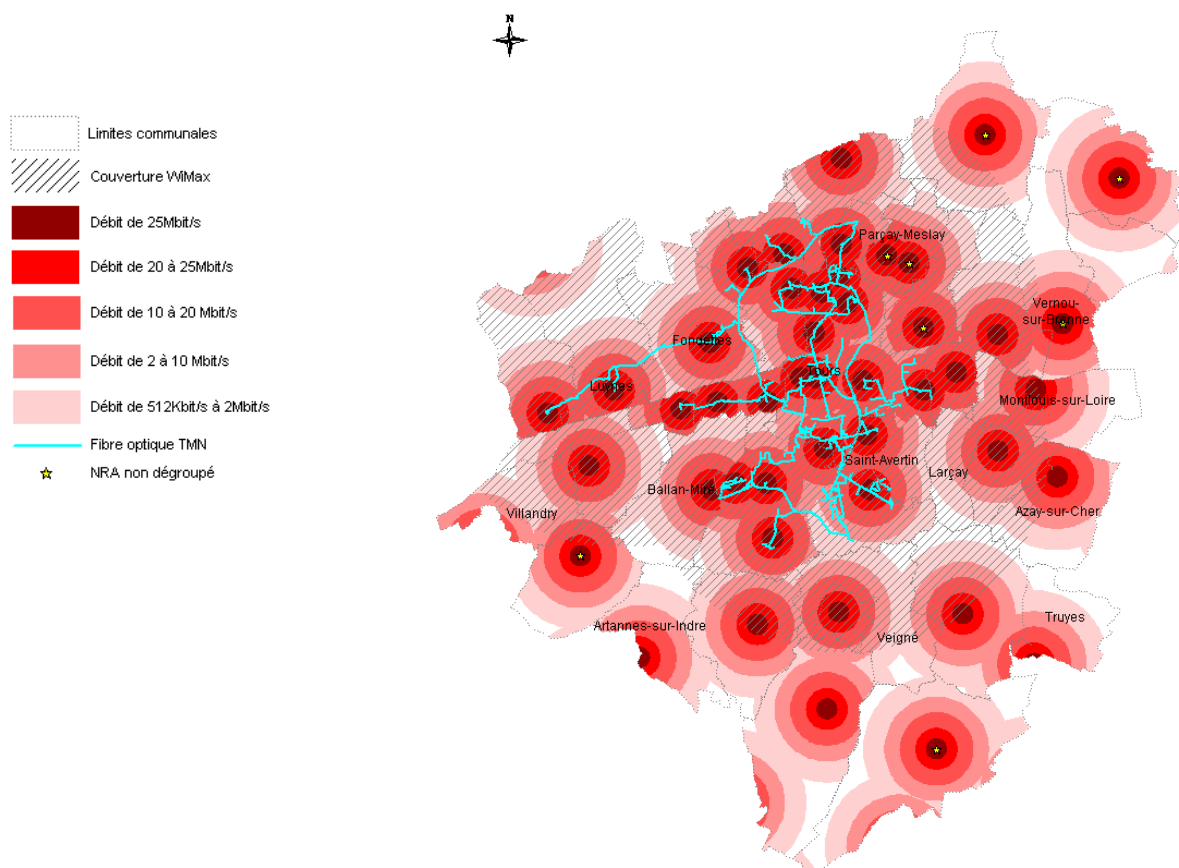 N
Limites communales
Couverture WiMax
Débit de 25Mbit/s
Débit de 20 à 25Mbit/s
Débit de 10 à 20 Mbit/s
Débit de 2 à 10 Mbit/s
Débit de 512Kbit/s à 2Mbit/s
Fibre optique TMN
NRA non dégroupé
Parçay-Meslay
Vernou-
sur-Brenne
Fondettes
Luynes
Tours
Montlouis-sur-Loire
Saint-Avertin
Larçay
Ballan-Miré
Azay-sur-Cher
Villandry
Artannes-sur-Indre
Truyes
Veigné